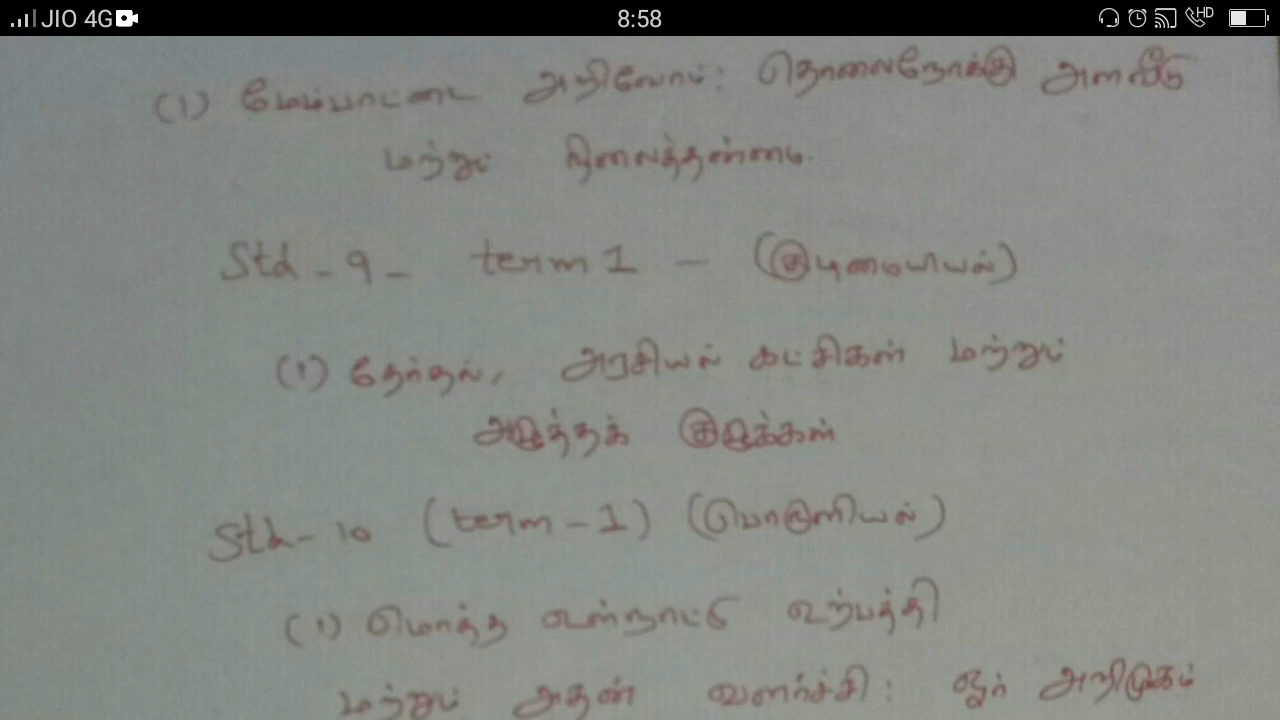 JIO 4G 8:58 HD
(1) மேம்பாட்டை அறிவோம்: தொலைநோக்கு அளவீடு
மற்றும் நிலைத்தன்மை.
Std - 9 - term 1 - (குடிமையியல்)
(1) தேர்தல், அரசியல் கட்சிகள் மற்றும்
அழுத்தக் குழுக்கள்
Std - 10 (term - 1) (பொருளியல்)
(1) மொத்த உள்நாட்டு உற்பத்தி
மற்றும் அதன் வளர்ச்சி : ஓர் அறிமுகம்